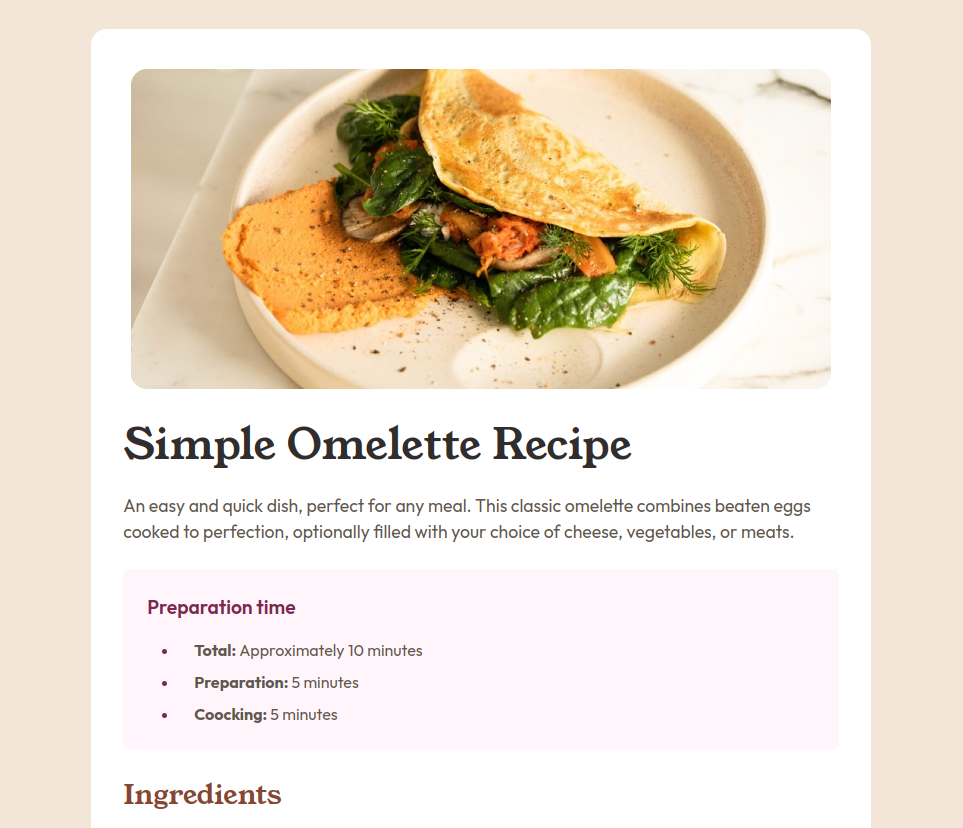 Simple Omelette Recipe
An easy and quick dish, perfect for any meal. This classic omelette combines beaten eggs
cooked to perfection, optionally filled with your choice of cheese, vegetables, or meats.
Preparation time
Total: Approximately 10 minutes
Preparation: 5 minutes
Coocking: 5 minutes
Ingredients